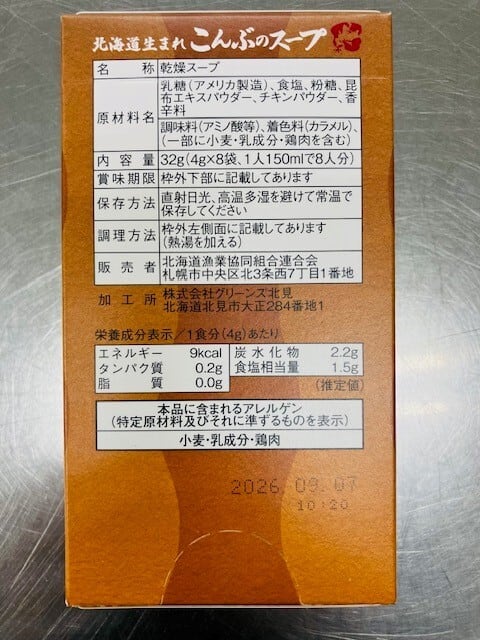 北海道生まれ こんぶのスープ
名称 乾燥スープ
原材料名 乳糖(アメリカ製造)、食塩、粉糖、昆
布エキスパウダー、チキンパウダー、香
辛料
調味料(アミノ酸等)、着色料(カラメル)、
(一部に小麦・乳成分・鶏肉を含む)
内容量 32g(4g×8袋、1人150mlで8人分)
賞味期限 枠外下部に記載してあります
保存方法 直射日光、高温多湿を避けて常温で
保存してください
調理方法 枠外左側面に記載してあります
(熱湯を加える)
販売者 北海道漁業協同組合連合会
札幌市中央区北3条西7丁目1番地
加工所 株式会社グリーンズ北見
北海道北見市大正284番地1
栄養成分表示/1食分(4g)あたり
エネルギー 9kcal 炭水化物 2.2g
タンパク質 0.2g 食塩相当量 1.5g
脂質 0.0g (推定値)
本品に含まれるアレルゲン
(特定原材料及びそれに準ずるものを表示)
小麦・乳成分・鶏肉
2026.09.07
10:20